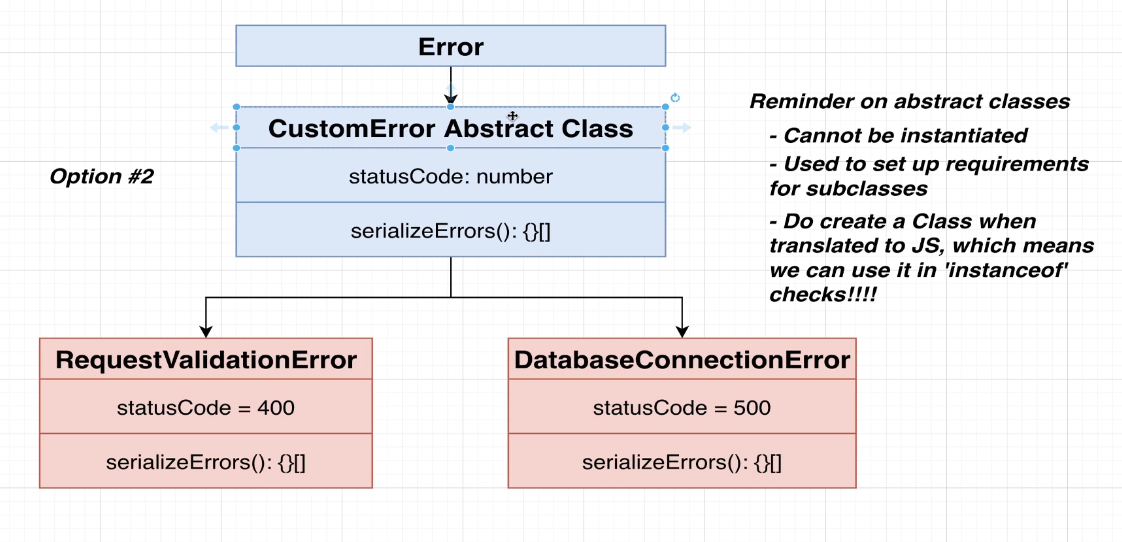 Error
CustomError Abstract Class
statusCode: number
serializeErrors(): {}[]
Option #2
Reminder on abstract classes
- Cannot be instantiated
- Used to set up requirements
for subclasses
- Do create a Class when
translated to JS, which means
we can use it in 'instanceof'
checks!!!!
RequestValidationError
statusCode = 400
serializeErrors(): {}[]
DatabaseConnectionError
statusCode = 500
serializeErrors(): {}[]